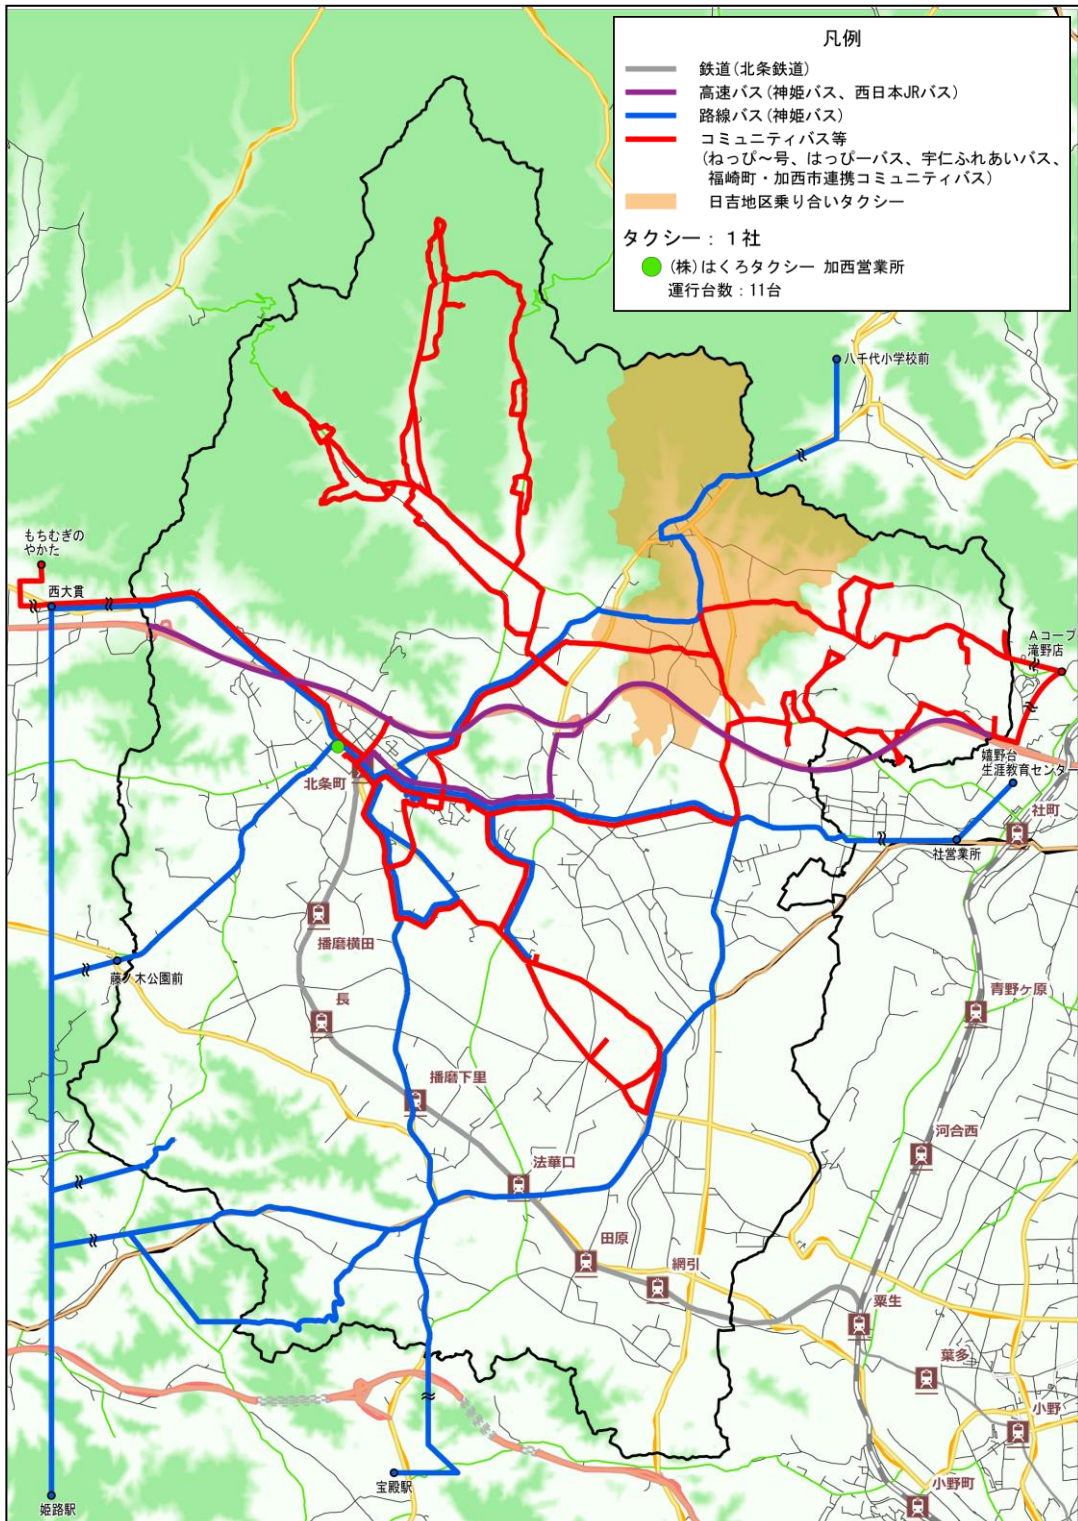 凡例
鉄道(北条鉄道)
高速バス(神姫バス、西日本JRバス)
路線バス(神姫バス)
コミュニティバス等
(ねっぴ～号、はっぴーバス、宇仁ふれあいバス、
福崎町・加西市連携コミュニティバス)
日吉地区乗り合いタクシー
タクシー：１社
(株)はくろタクシー 加西営業所
運行台数：11台
八千代小学校前
もちむぎの
やかた
西大貫
Ａコープ
滝野店
嬉野台
生涯教育センター
北条町
社町
社営業所
播磨横田
藤ノ木公園前
長
青野ヶ原
播磨下里
河合西
法華口
田原
網引
粟生
葉多
小野
宝殿駅
小野町
姫路駅